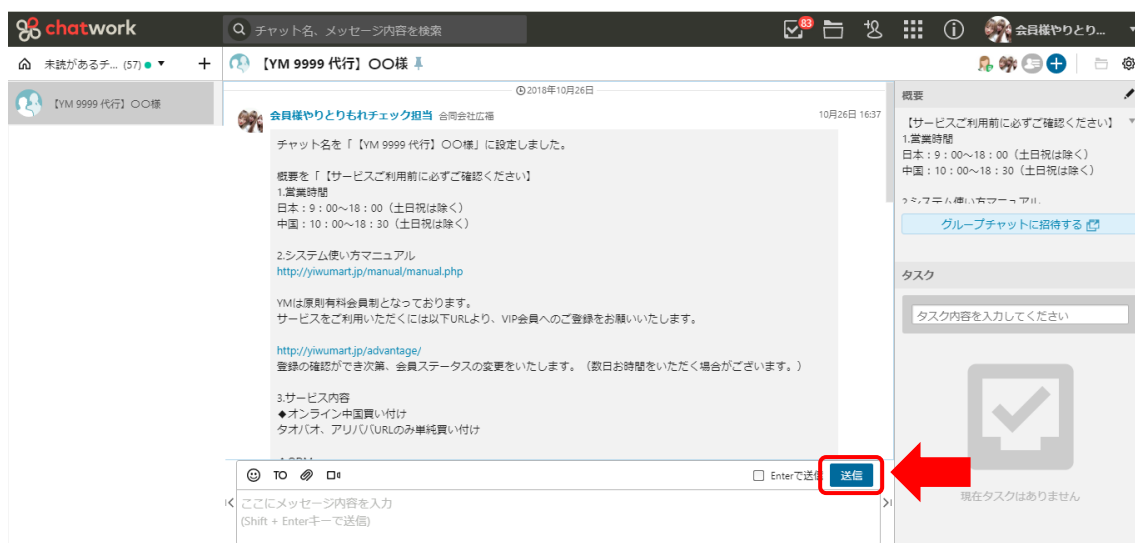 chatwork
チャット名、メッセージ内容を検索
83
会員様やりとり...
未読があるチ... (57)
【YM 9999 代行】〇〇様
【YM 9999 代行】〇〇様
2018年10月26日
会員様やりとりもれチェック担当 合同会社広福
10月26日 16:37
チャット名を「【YM 9999 代行】〇〇様」に設定しました。
概要を「【サービスご利用前に必ずご確認ください】
1.営業時間
日本：9：00～18：00（土日祝は除く）
中国：10：00～18：30（土日祝は除く）
2.システム使い方マニュアル
http://yiwumart.jp/manual/manual.php
YMは原則有料会員制となっております。
サービスをご利用いただくには以下URLより、VIP会員へのご登録をお願いいたします。
http://yiwumart.jp/advantage/
登録の確認ができ次第、会員ステータスの変更をいたします。（数日お時間をいただく場合がございます。）
3.サービス内容
◆オンライン中国買い付け
タオバオ、アリババURLのみ単純買い付け
TO
Enterで送信
送信
ここにメッセージ内容を入力
(Shift + Enterキーで送信)
概要
【サービスご利用前に必ずご確認ください】
1.営業時間
日本：9：00～18：00（土日祝は除く）
中国：10：00～18：30（土日祝は除く）
2.システム使い方マニュアル
グループチャットに招待する
タスク
タスク内容を入力してください
現在タスクはありません